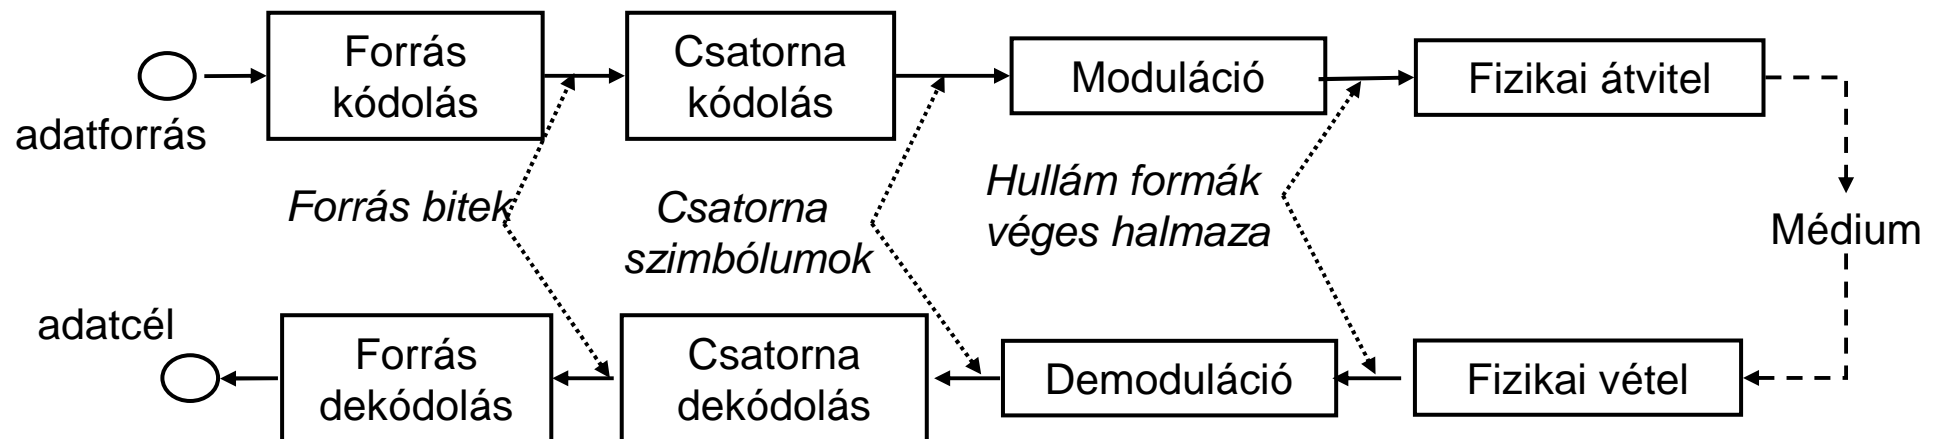 Forrás
kódolás
Csatorna
kódolás
Moduláció
Fizikai átvitel
adatforrás
Forrás bitek
Csatorna
szimbólumok
Hullám formák
véges halmaza
Médium
adatcél
Forrás
dekódolás
Csatorna
dekódolás
Demoduláció
Fizikai vétel